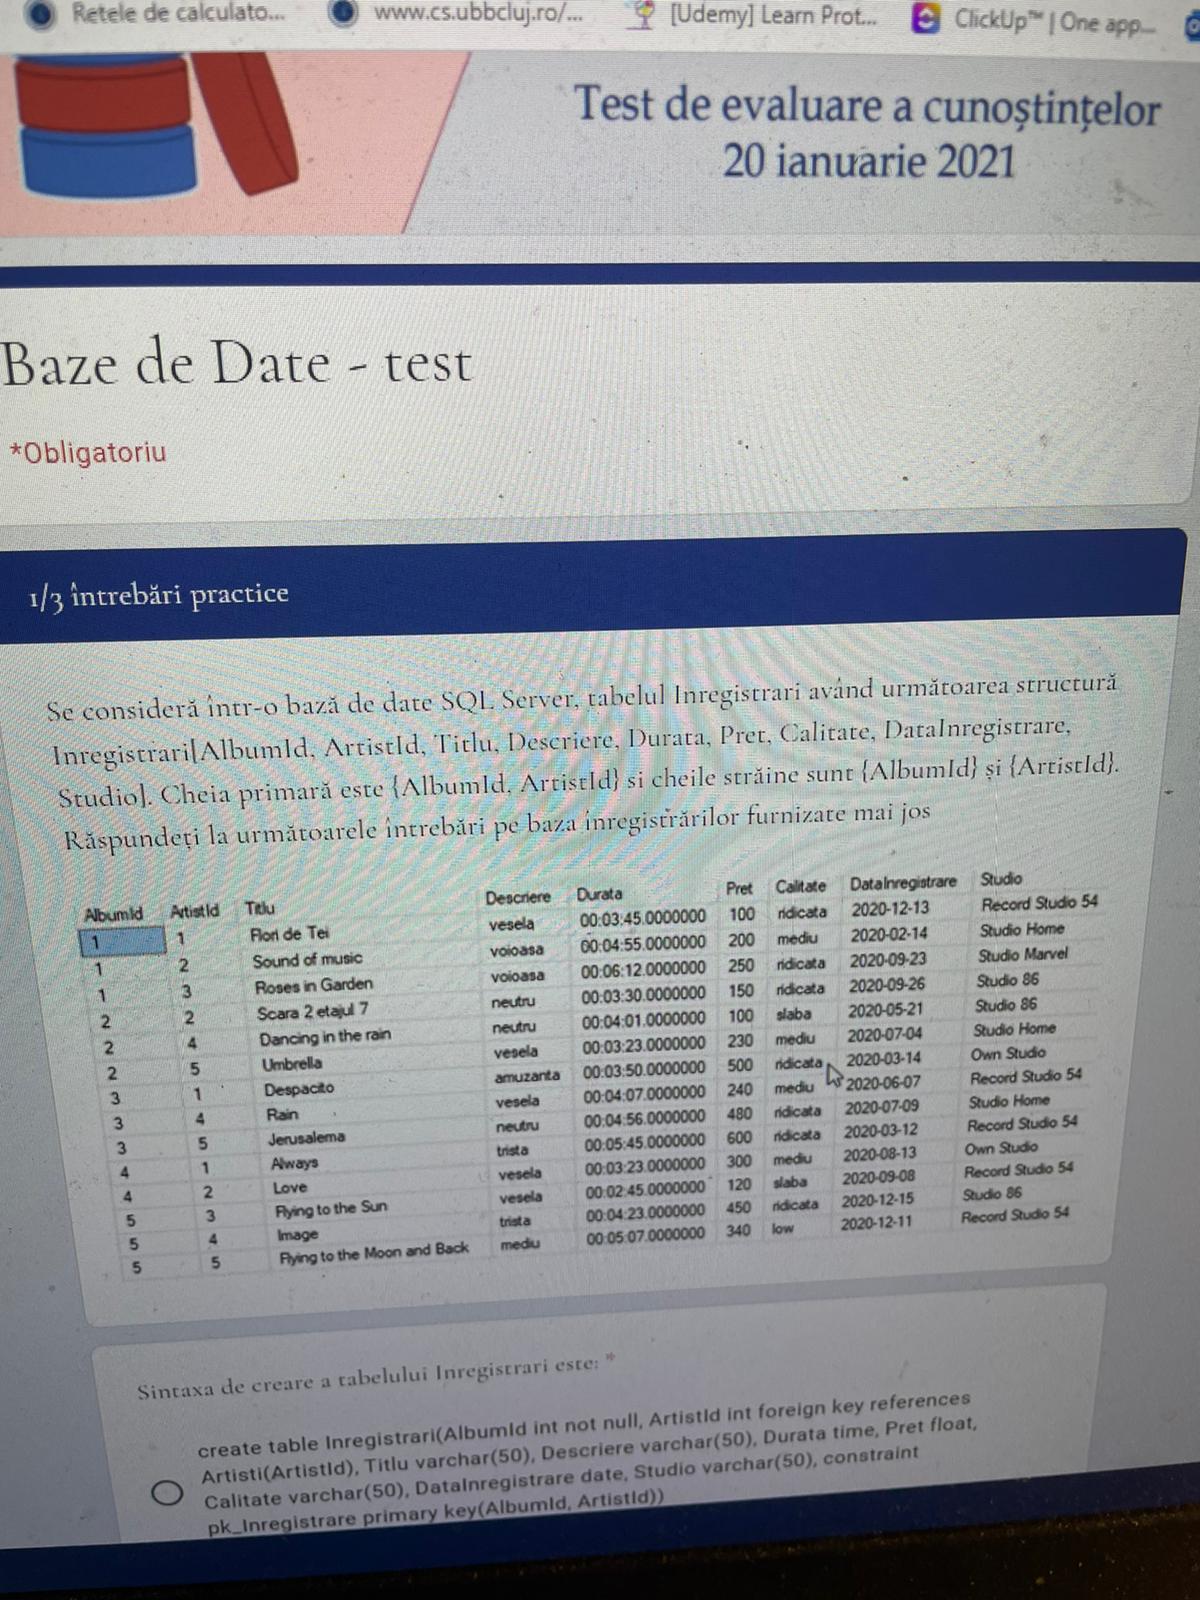 Retele de calculato...
www.cs.ubbcluj.ro/...
[Udemy] Learn Prot...
ClickUp™ | One app...
Test de evaluare a cunoștințelor
20 ianuarie 2021
Baze de Date - test
*Obligatoriu
1/3 întrebări practice
Se consideră într-o bază de date SQL Server, tabelul Inregistrari având următoarea structură
Inregistrari[AlbumId, ArtistId, Titlu, Descriere, Durata, Pret, Calitate, DataInregistrare,
Studio]. Cheia primară este {AlbumId, ArtistId} si cheile străine sunt {AlbumId} și {ArtistId}.
Răspundeți la următoarele întrebări pe baza înregistrărilor furnizate mai jos
AlbumId ArtistId Titlu Descriere Durata Pret Calitate DataInregistrare Studio
1 1 Flori de Tei vesela 00:03:45.0000000 100 ridicata 2020-12-13 Record Studio 54
1 2 Sound of music voioasa 00:04:55.0000000 200 mediu 2020-02-14 Studio Home
1 3 Roses in Garden voioasa 00:06:12.0000000 250 ridicata 2020-09-23 Studio Marvel
2 2 Scara 2 etajul 7 neutru 00:03:30.0000000 150 ridicata 2020-09-26 Studio 86
2 4 Dancing in the rain neutru 00:04:01.0000000 100 slaba 2020-05-21 Studio 86
2 5 Umbrella vesela 00:03:23.0000000 230 mediu 2020-07-04 Studio Home
3 1 Despacito amuzanta 00:03:50.0000000 500 ridicata 2020-03-14 Own Studio
3 4 Rain vesela 00:04:07.0000000 240 mediu 2020-06-07 Record Studio 54
3 5 Jerusalema neutru 00:04:56.0000000 480 ridicata 2020-07-09 Studio Home
4 1 Always trista 00:05:45.0000000 600 ridicata 2020-03-12 Record Studio 54
4 2 Love vesela 00:03:23.0000000 300 mediu 2020-08-13 Own Studio
5 3 Flying to the Sun vesela 00:02:45.0000000 120 slaba 2020-09-08 Record Studio 54
5 4 Image trista 00:04:23.0000000 450 ridicata 2020-12-15 Studio 86
5 5 Flying to the Moon and Back mediu 00:05:07.0000000 340 low 2020-12-11 Record Studio 54
Sintaxa de creare a tabelului Inregistrari este: *
create table Inregistrari(AlbumId int not null, ArtistId int foreign key references
Artisti(ArtistId), Titlu varchar(50), Descriere varchar(50), Durata time, Pret float,
Calitate varchar(50), DataInregistrare date, Studio varchar(50), constraint
pk_Inregistrare primary key(AlbumId, ArtistId))